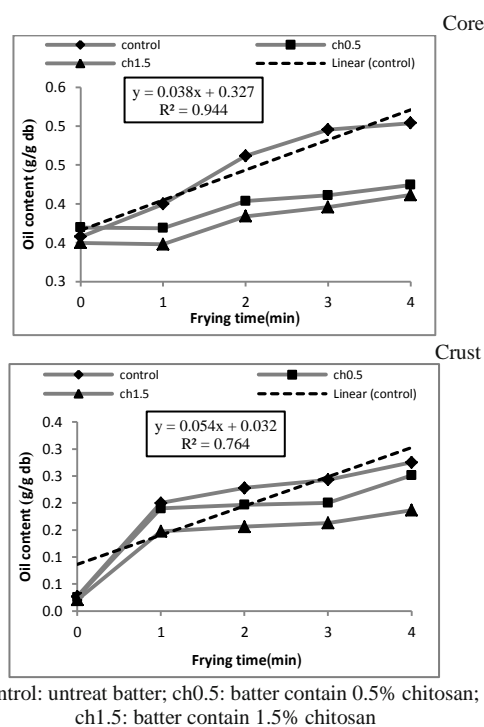 Core
control ch0.5
ch1.5 Linear (control)
y = 0.038x + 0.327
R² = 0.944
0.6
0.5
0.5
0.4
0.4
0.3
Oil content (g/g db)
0 1 2 3 4
Frying time(min)
Crust
control ch0.5
ch1.5 Linear (control)
y = 0.054x + 0.032
R² = 0.764
0.4
0.3
0.3
0.2
0.2
0.1
0.1
0.0
Oil content (g/g db)
0 1 2 3 4
Frying time(min)
ntrol: untreat batter; ch0.5: batter contain 0.5% chitosan;
ch1.5: batter contain 1.5% chitosan